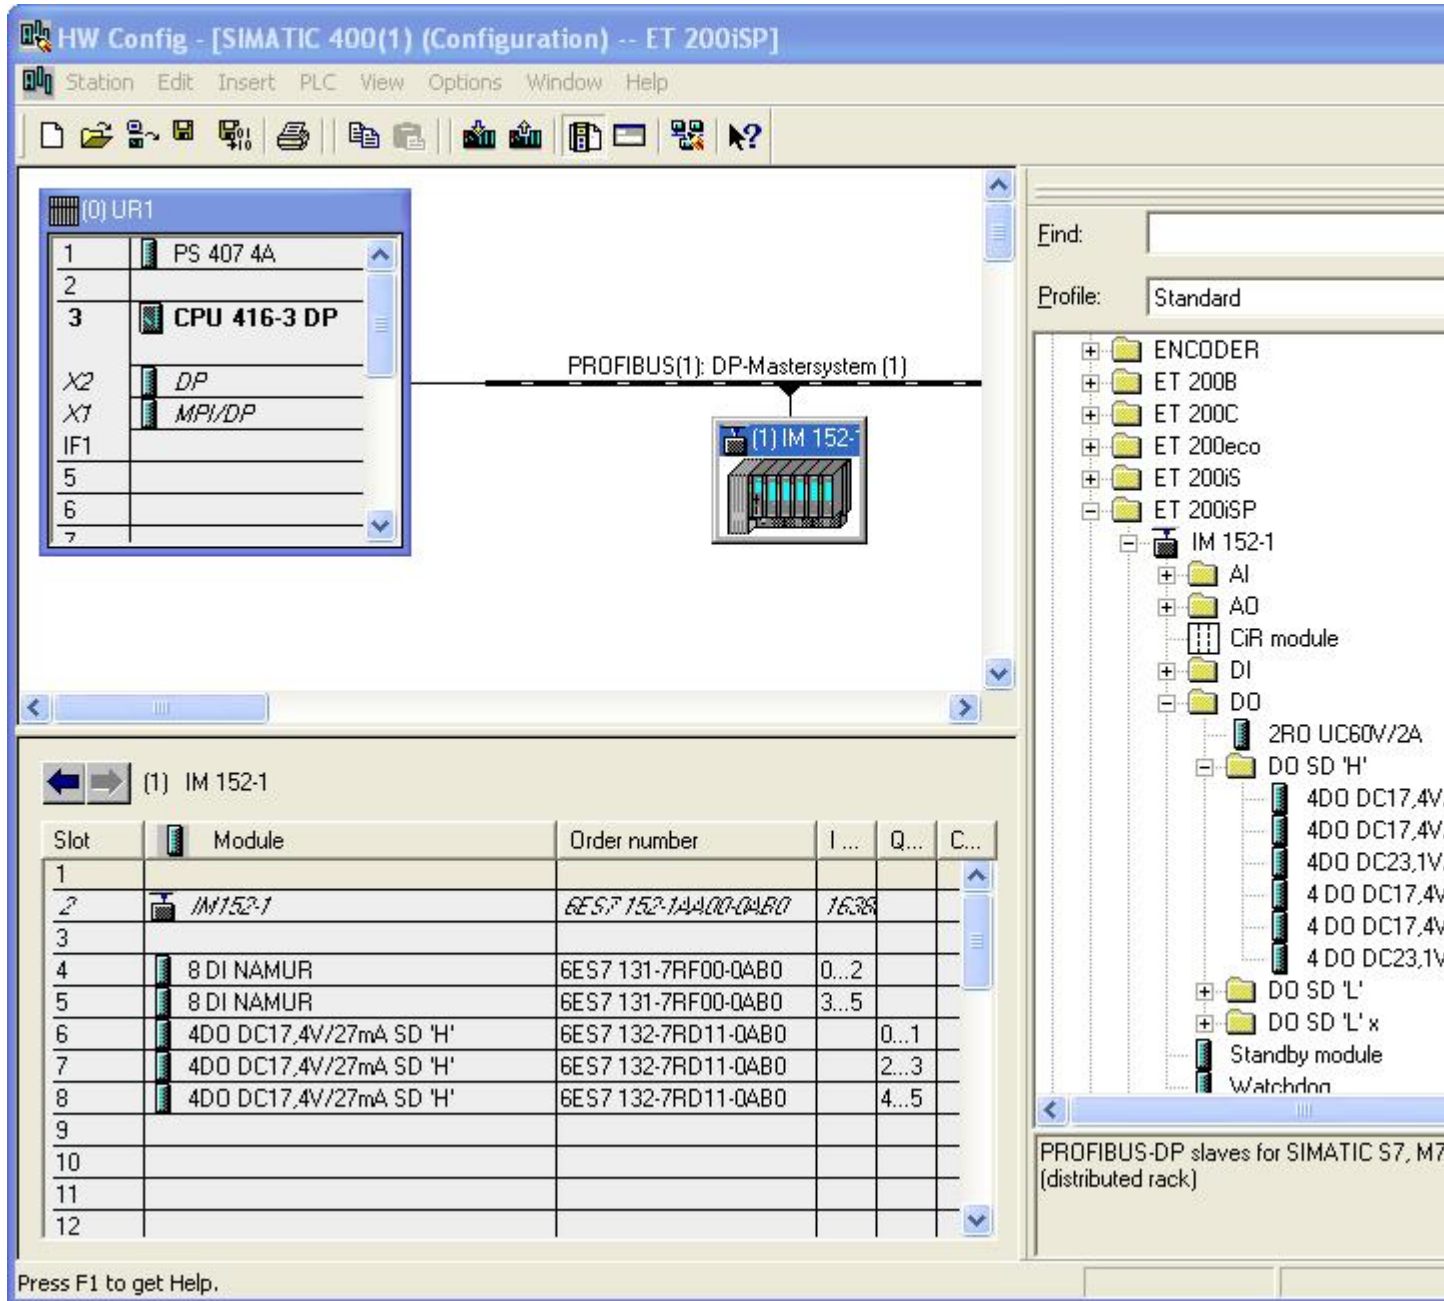 HW Config - [SIMATIC 400(1) (Configuration) -- ET 200iSP]
Station Edit Insert PLC View Options Window Help
(0) UR1
1 PS 407 4A
2
3 CPU 416-3 DP
X2 DP
X1 MPI/DP
IF1
5
6
7
PROFIBUS(1): DP-Mastersystem (1)
(1) IM 152-1
Find:
Profile: Standard
ENCODER
ET 200B
ET 200C
ET 200eco
ET 200iS
ET 200iSP
IM 152-1
AI
AO
CiR module
DI
DO
2RO UC60V/2A
DO SD 'H'
4DO DC17,4V/
4DO DC17,4V/
4DO DC23,1V/
4 DO DC17,4V
4 DO DC17,4V
4 DO DC23,1V
DO SD 'L'
DO SD 'L' x
Standby module
Watchdog
PROFIBUS-DP slaves for SIMATIC S7, M7
(distributed rack)
(1) IM 152-1
Slot Module Order number I ... Q... C...
1
2 IM152-1 6ES7 152-1AA00-0AB0 1638
3
4 8 DI NAMUR 6ES7 131-7RF00-0AB0 0...2
5 8 DI NAMUR 6ES7 131-7RF00-0AB0 3...5
6 4DO DC17,4V/27mA SD 'H' 6ES7 132-7RD11-0AB0 0...1
7 4DO DC17,4V/27mA SD 'H' 6ES7 132-7RD11-0AB0 2...3
8 4DO DC17,4V/27mA SD 'H' 6ES7 132-7RD11-0AB0 4...5
9
10
11
12
Press F1 to get Help.